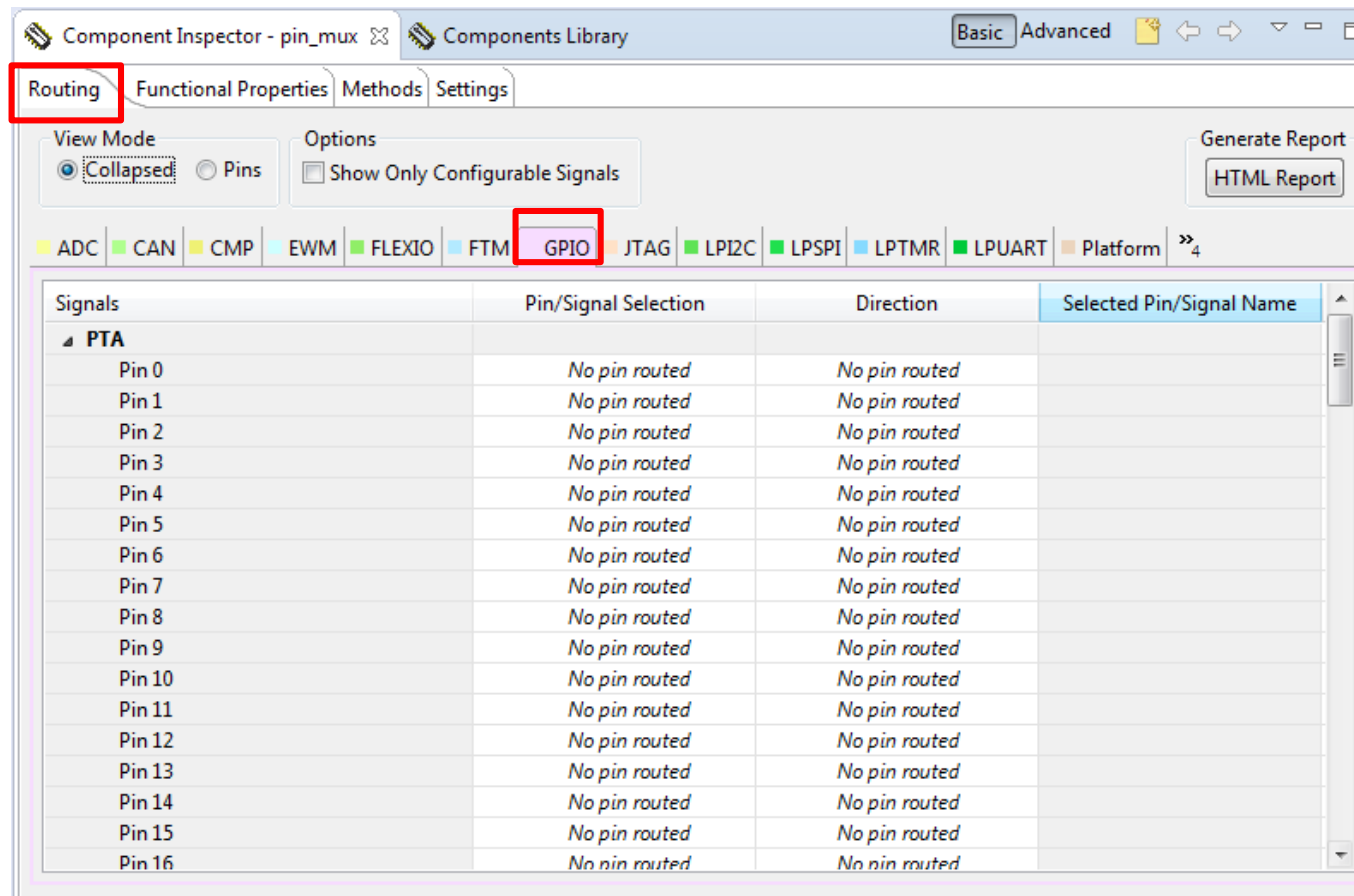 Component Inspector - pin_mux Components Library Basic Advanced
Routing Functional Properties Methods Settings
View Mode Options Generate Report
Collapsed Pins Show Only Configurable Signals HTML Report
ADC CAN CMP EWM FLEXIO FTM GPIO JTAG LPI2C LPSPI LPTMR LPUART Platform »4
Signals Pin/Signal Selection Direction Selected Pin/Signal Name
PTA
Pin 0 No pin routed No pin routed
Pin 1 No pin routed No pin routed
Pin 2 No pin routed No pin routed
Pin 3 No pin routed No pin routed
Pin 4 No pin routed No pin routed
Pin 5 No pin routed No pin routed
Pin 6 No pin routed No pin routed
Pin 7 No pin routed No pin routed
Pin 8 No pin routed No pin routed
Pin 9 No pin routed No pin routed
Pin 10 No pin routed No pin routed
Pin 11 No pin routed No pin routed
Pin 12 No pin routed No pin routed
Pin 13 No pin routed No pin routed
Pin 14 No pin routed No pin routed
Pin 15 No pin routed No pin routed
Pin 16 No pin routed No pin routed